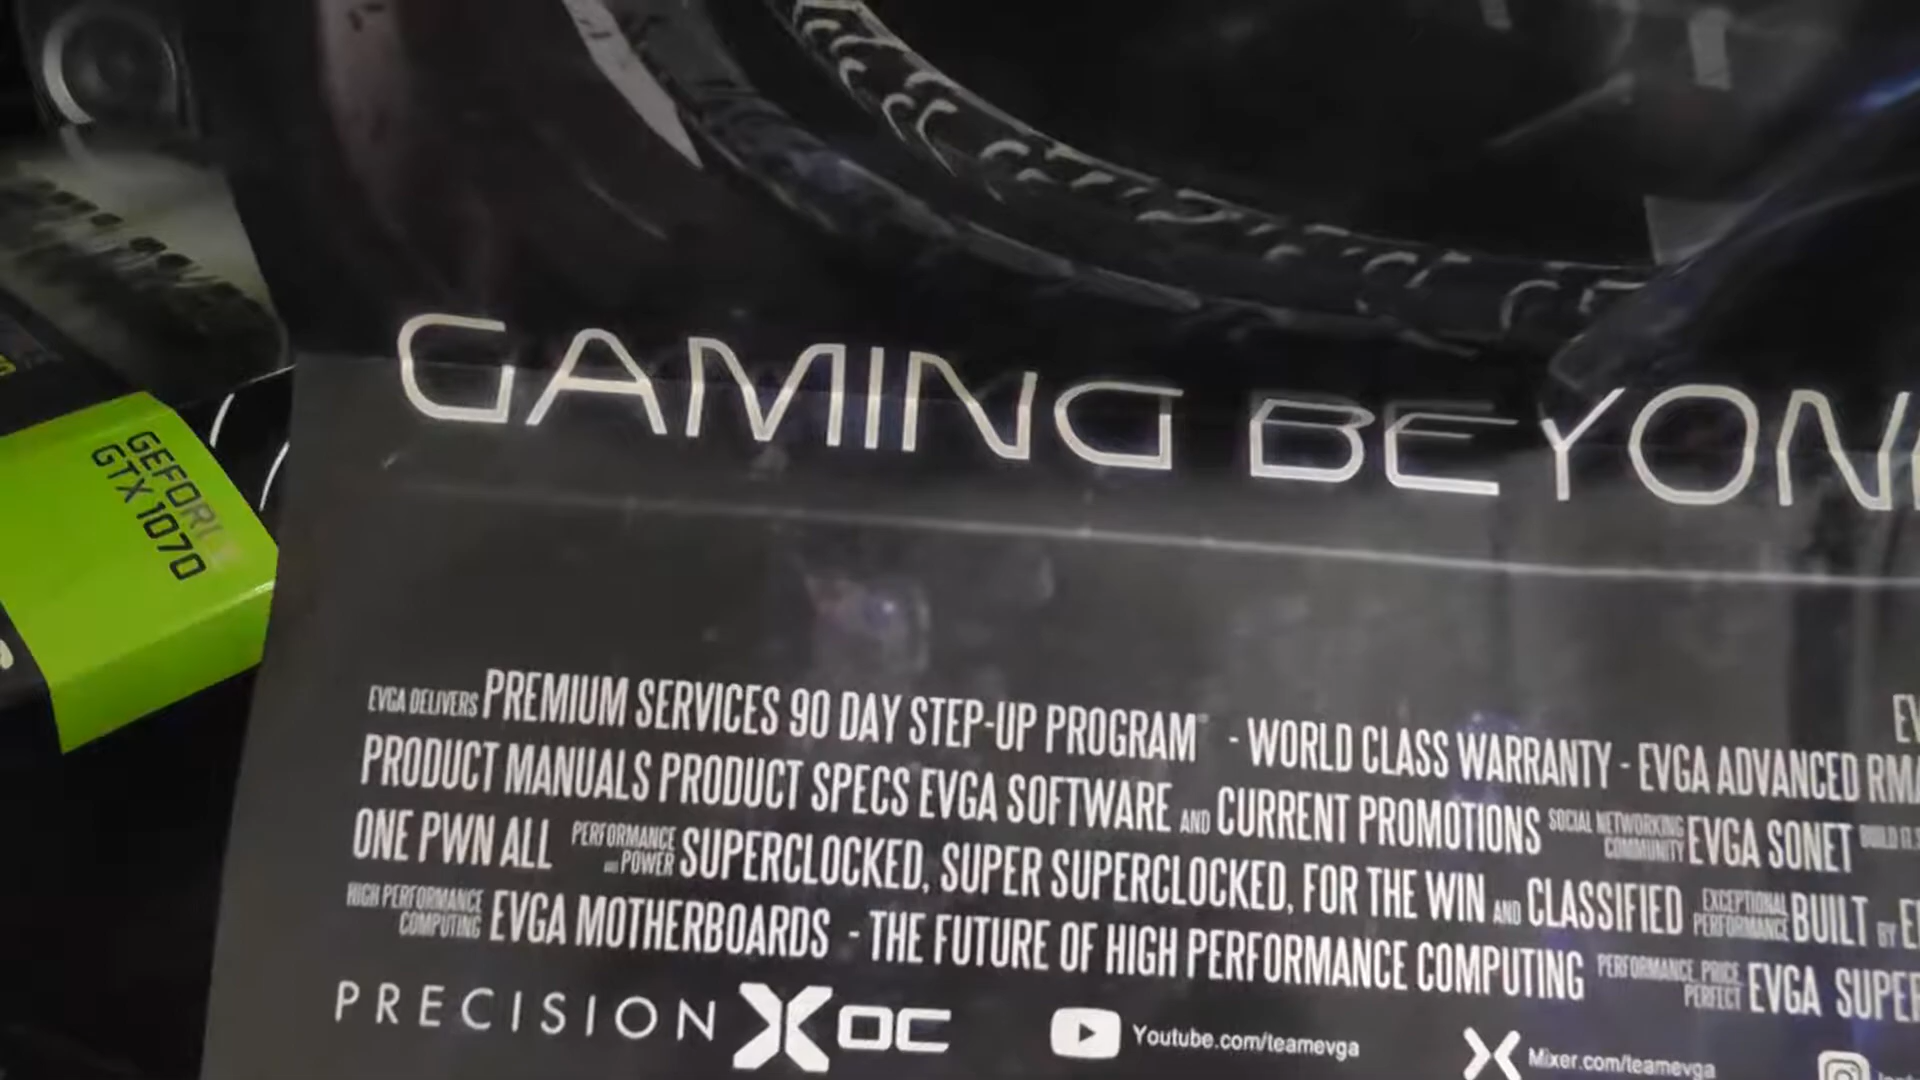 GAMING BEYON
GEFORCE
GTX 1070
EVGA DELIVERS PREMIUM SERVICES 90 DAY STEP-UP PROGRAM - WORLD CLASS WARRANTY - EVGA ADVANCED RMA
PRODUCT MANUALS PRODUCT SPECS EVGA SOFTWARE AND CURRENT PROMOTIONS SOCIAL NETWORKING COMMUNITY EVGA SONET
ONE PWN ALL PERFORMANCE AND POWER SUPERCLOCKED, SUPER SUPERCLOCKED, FOR THE WIN AND CLASSIFIED EXCEPTIONAL PERFORMANCE BUILT BY E
HIGH PERFORMANCE COMPUTING EVGA MOTHERBOARDS - THE FUTURE OF HIGH PERFORMANCE COMPUTING PERFORMANCE, PRICE, PERFECT EVGA SUPER
PRECISION X OC Youtube.com/teamevga Mixer.com/teamevga